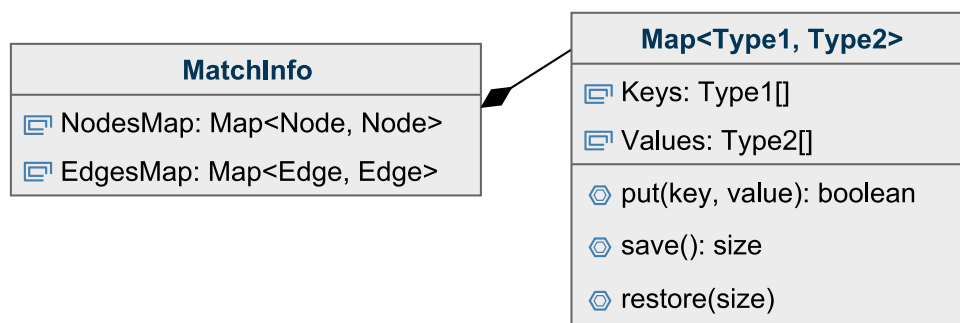 MatchInfo
NodesMap: Map<Node, Node>
EdgesMap: Map<Edge, Edge>
Map<Type1, Type2>
Keys: Type1[]
Values: Type2[]
put(key, value): boolean
save(): size
restore(size)